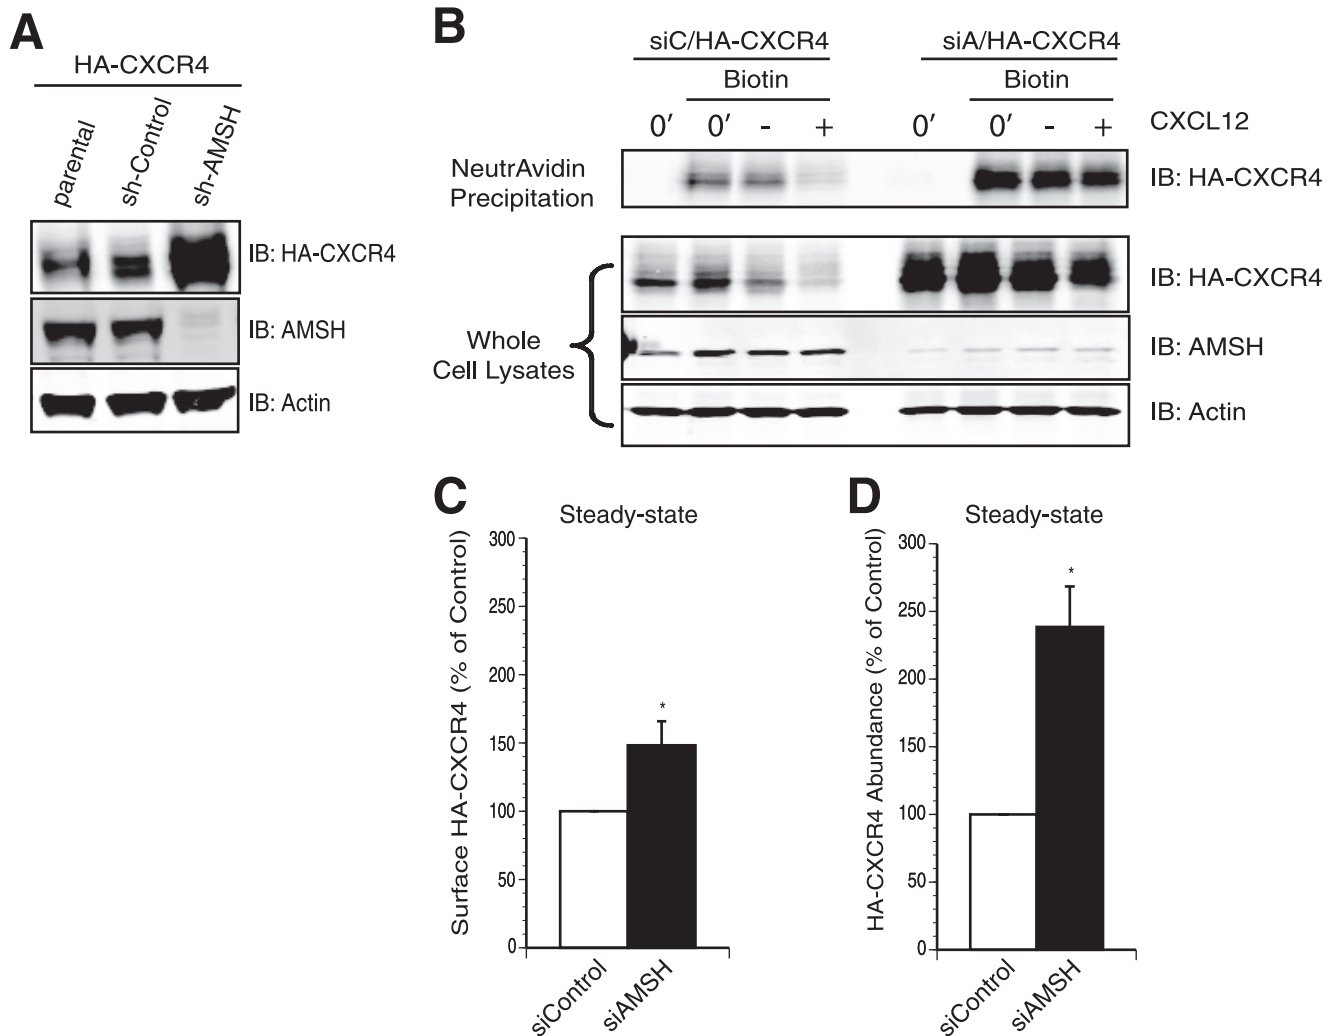 A
HA-CXCR4
parental
sh-Control
sh-AMSH
IB: HA-CXCR4
IB: AMSH
IB: Actin
B
siC/HA-CXCR4
siA/HA-CXCR4
Biotin
Biotin
0′ 0′ - + 0′ 0′ - + CXCL12
NeutrAvidin
Precipitation
IB: HA-CXCR4
IB: HA-CXCR4
Whole
Cell Lysates
IB: AMSH
IB: Actin
C
Steady-state
Surface HA-CXCR4 (% of Control)
300
250
200
150
100
50
0
*
siControl
siAMSH
D
Steady-state
HA-CXCR4 Abundance (% of Control)
300
250
200
150
100
50
0
*
siControl
siAMSH